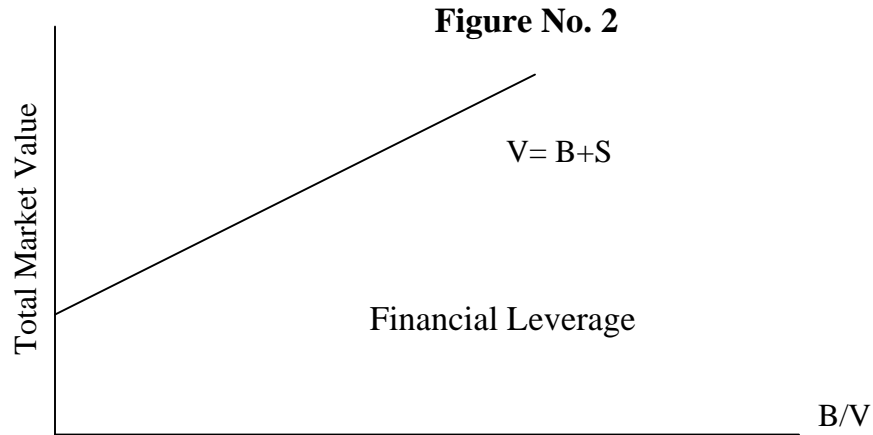 Figure No. 2
Total Market Value
V= B+S
Financial Leverage
B/V